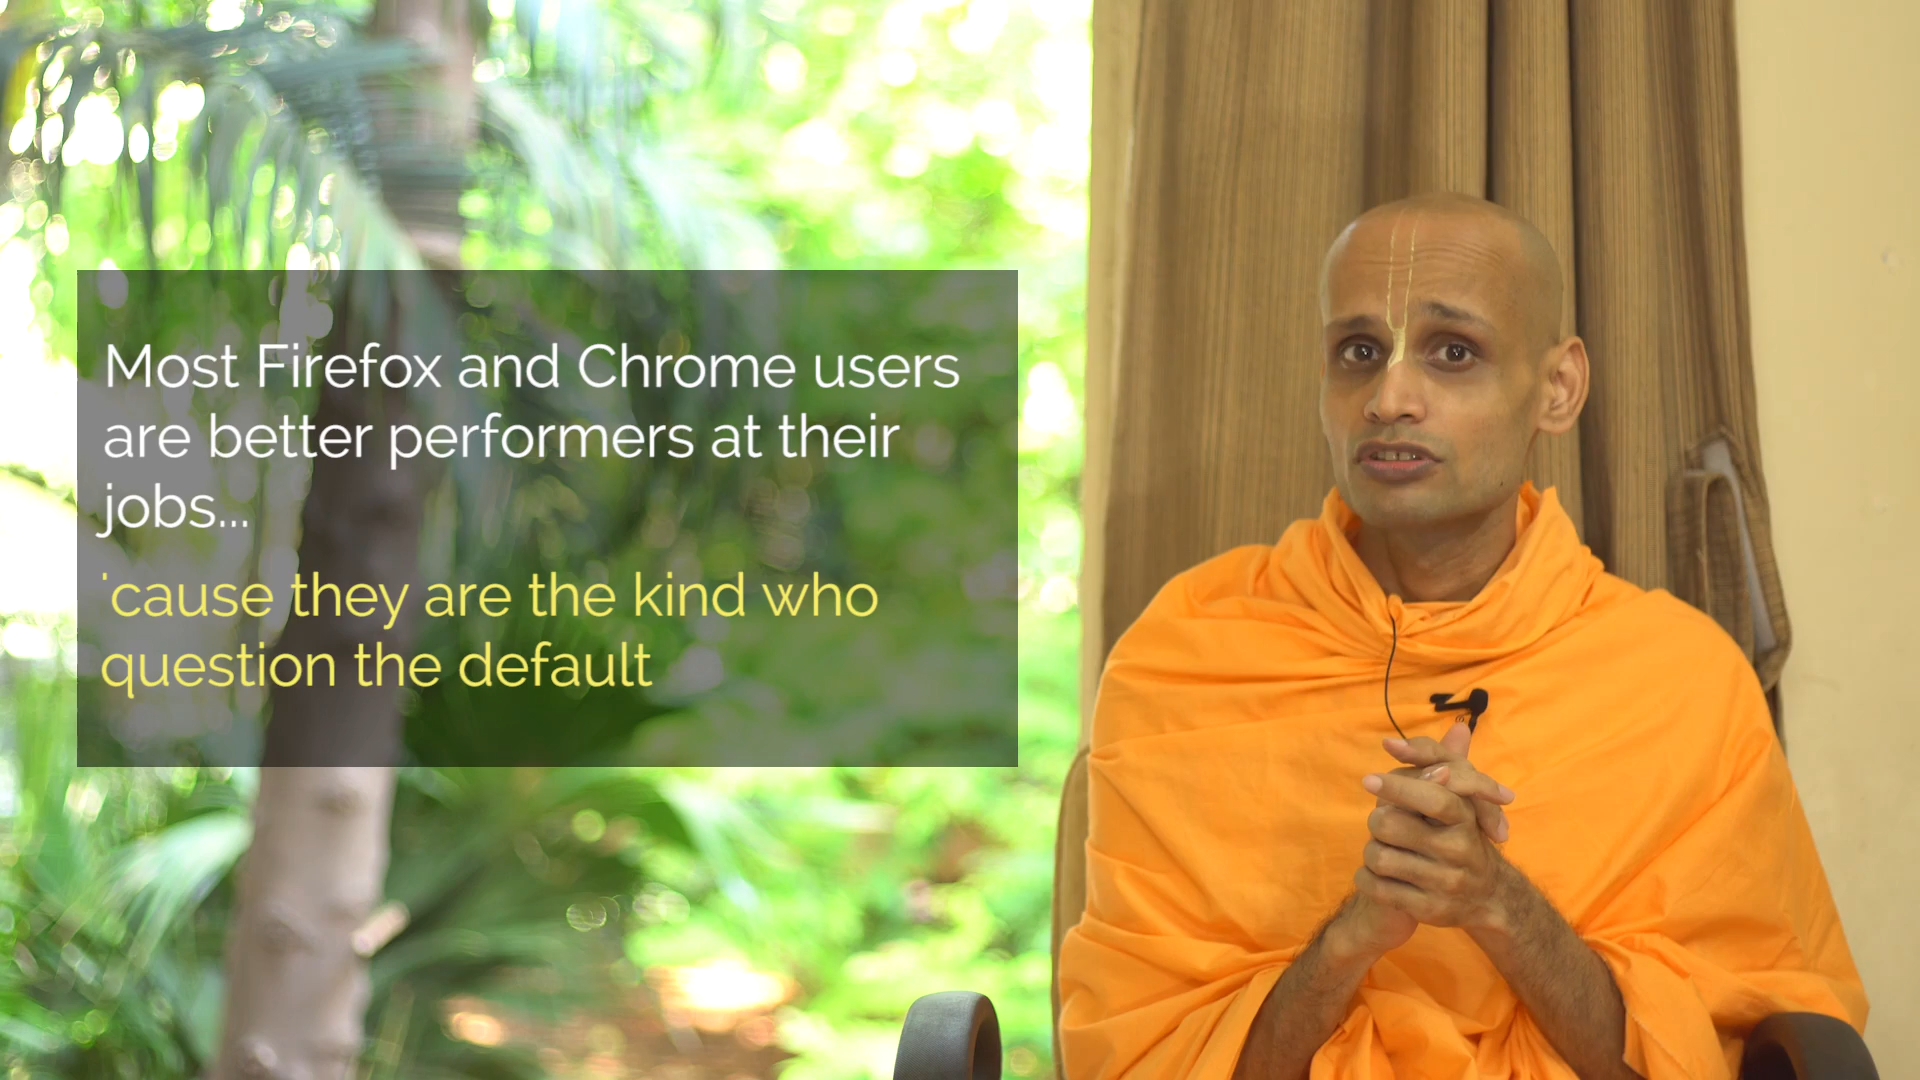 Most Firefox and Chrome users
are better performers at their
jobs...
'cause they are the kind who
question the default